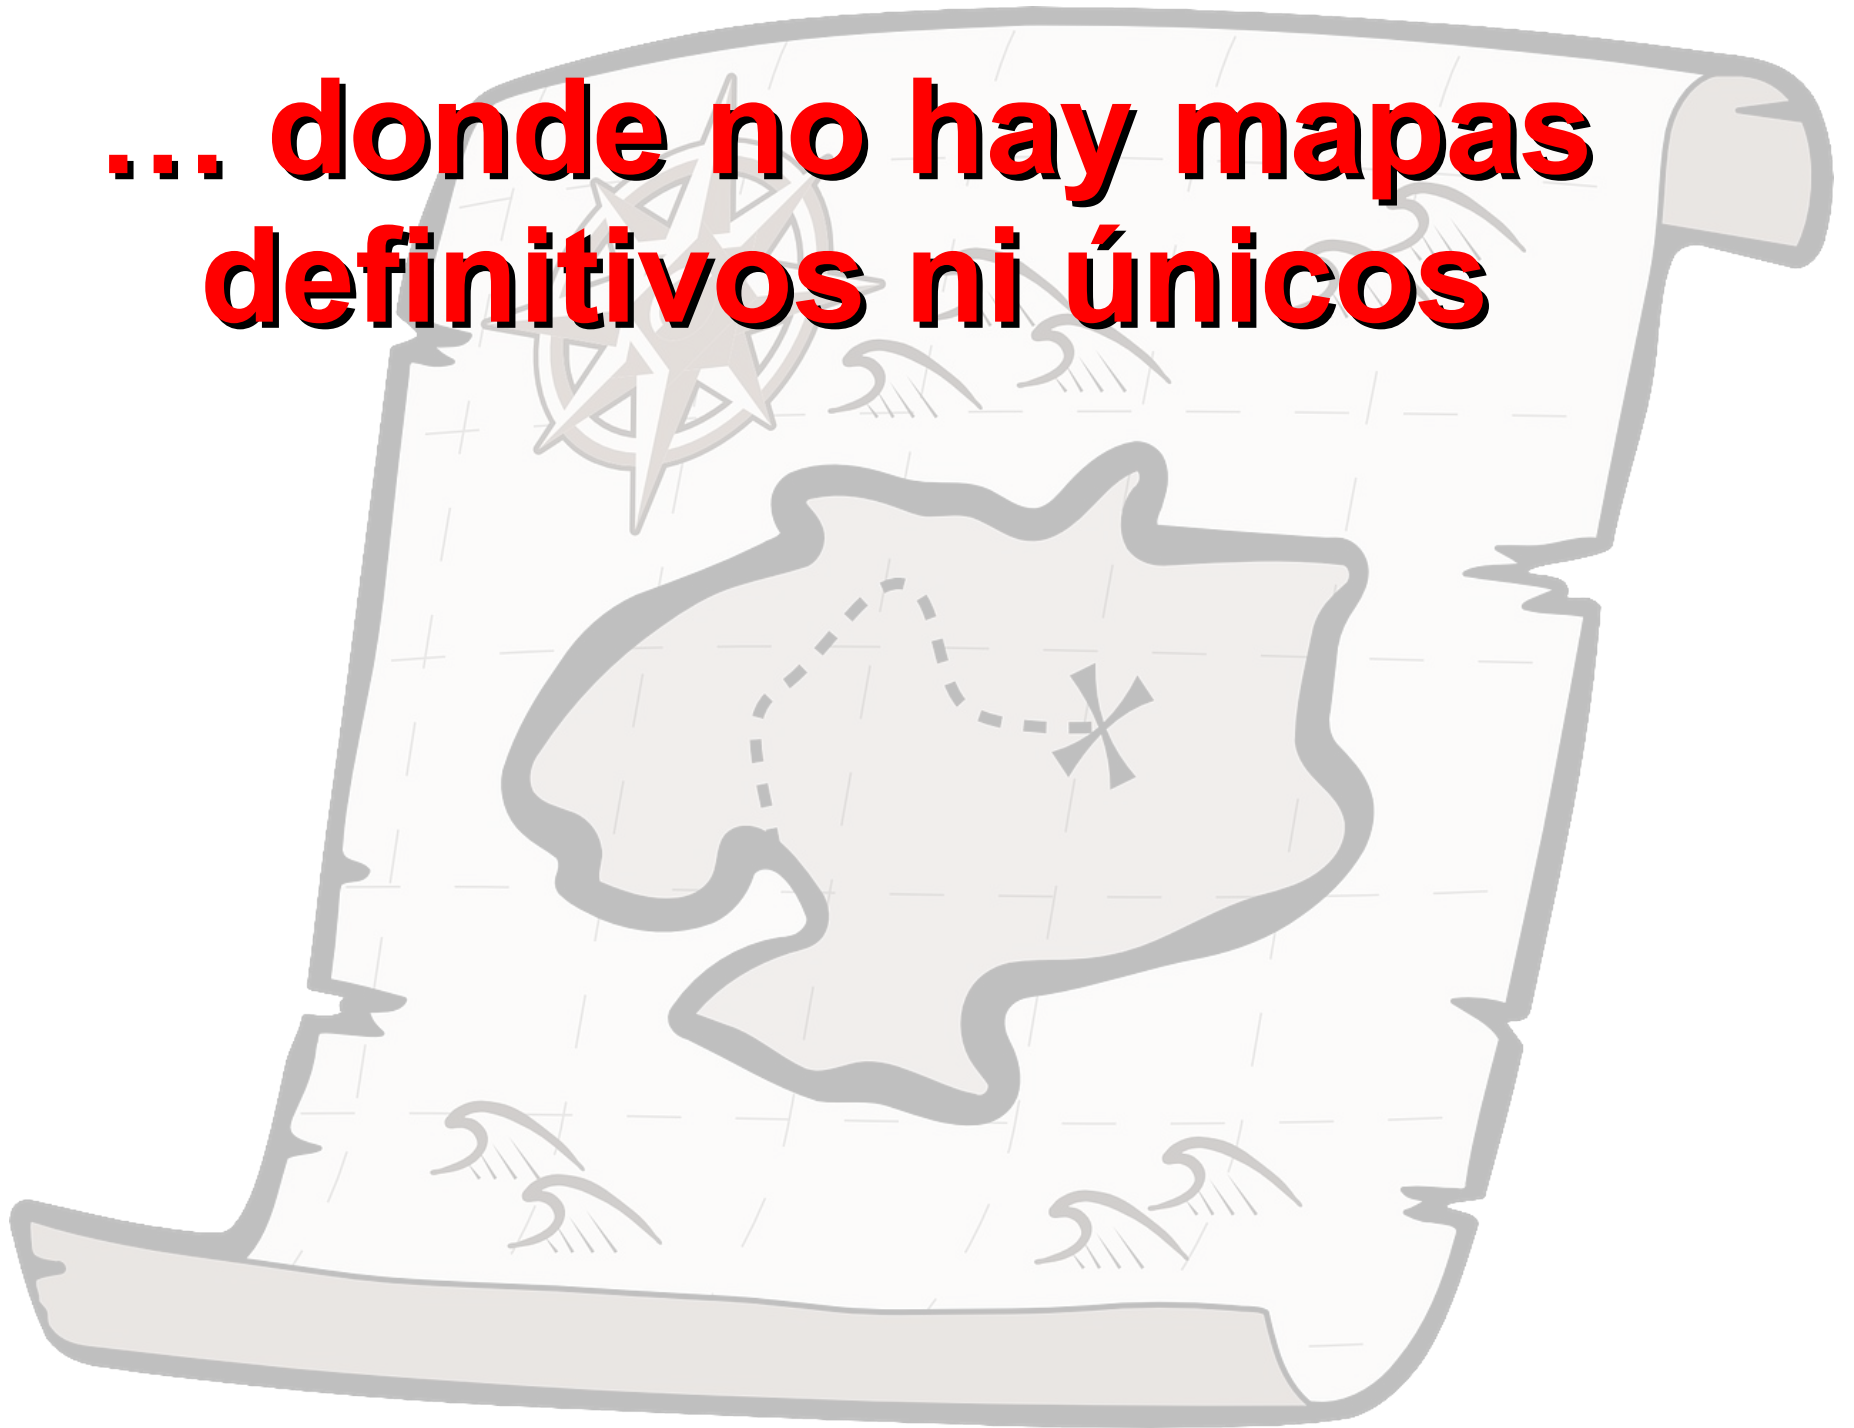 … donde no hay mapas
definitivos ni únicos